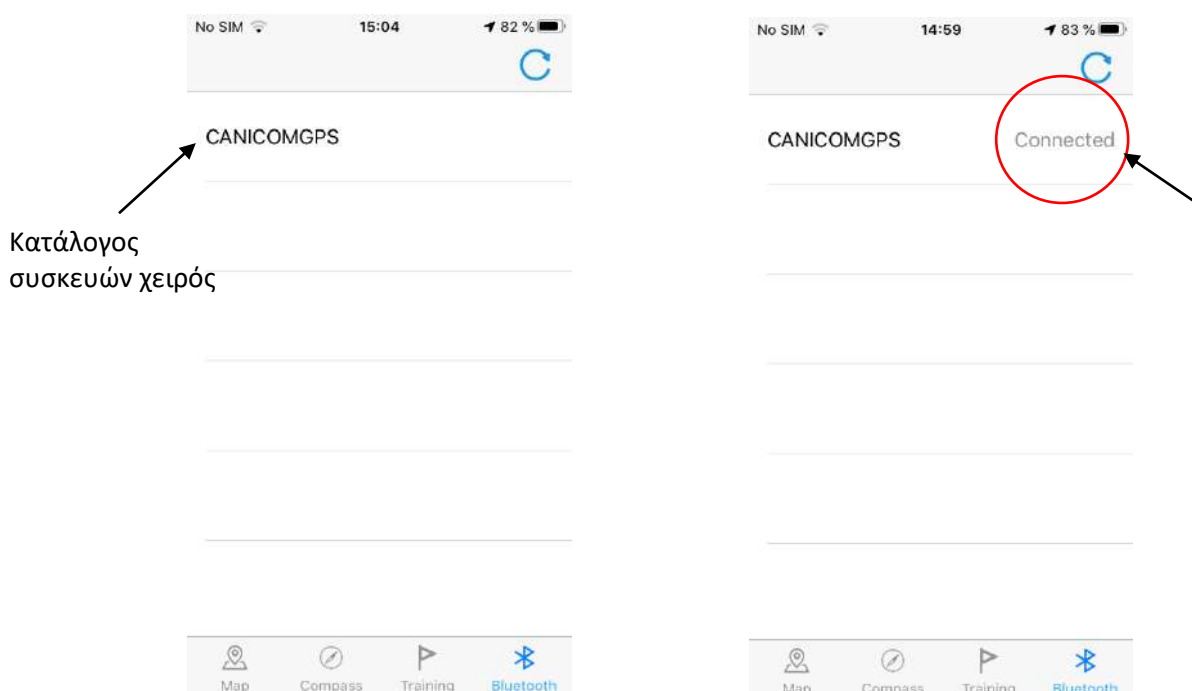 No SIM 15:04 82 %
CANICOMGPS
Κατάλογος
συσκευών χειρός
Map Compass Training Bluetooth
No SIM 14:59 83 %
CANICOMGPS Connected
Map Compass Training Bluetooth